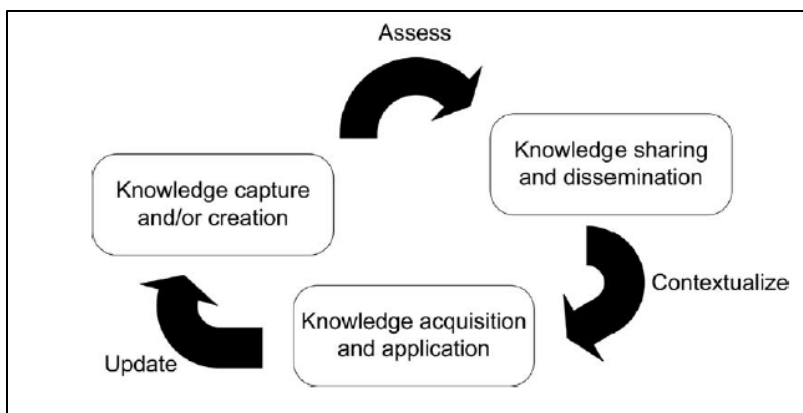 Assess
Knowledge sharing
and dissemination
Knowledge capture
and/or creation
Contextualize
Knowledge acquisition
and application
Update